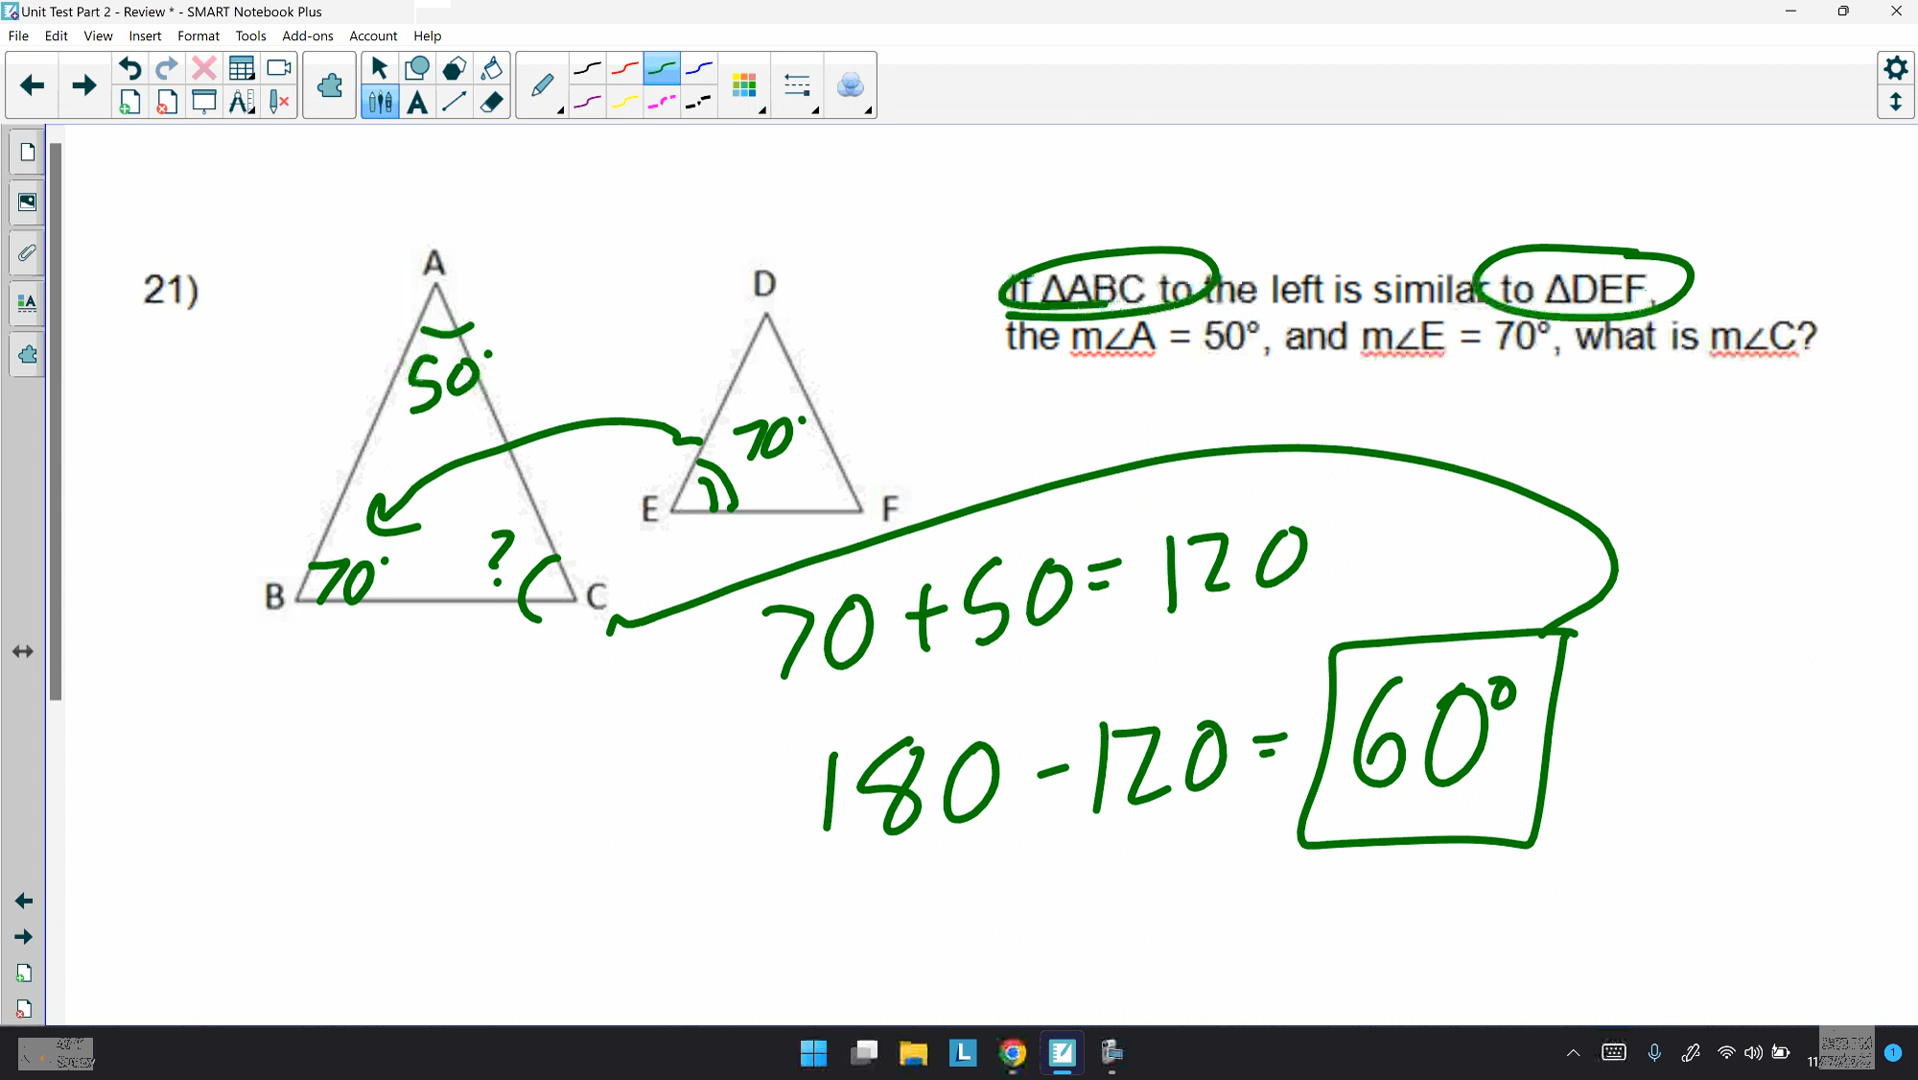 Unit Test Part 2 - Review * - SMART Notebook Plus
File Edit View Insert Format Tools Add-ons Account Help
21)
A
D
If ΔABC to the left is similar to ΔDEF,
the m∠A = 50°, and m∠E = 70°, what is m∠C?
50°
70°
E
F
?
B
70°
C
70 + 50 = 120
180 - 120 = 60°
L
11
1